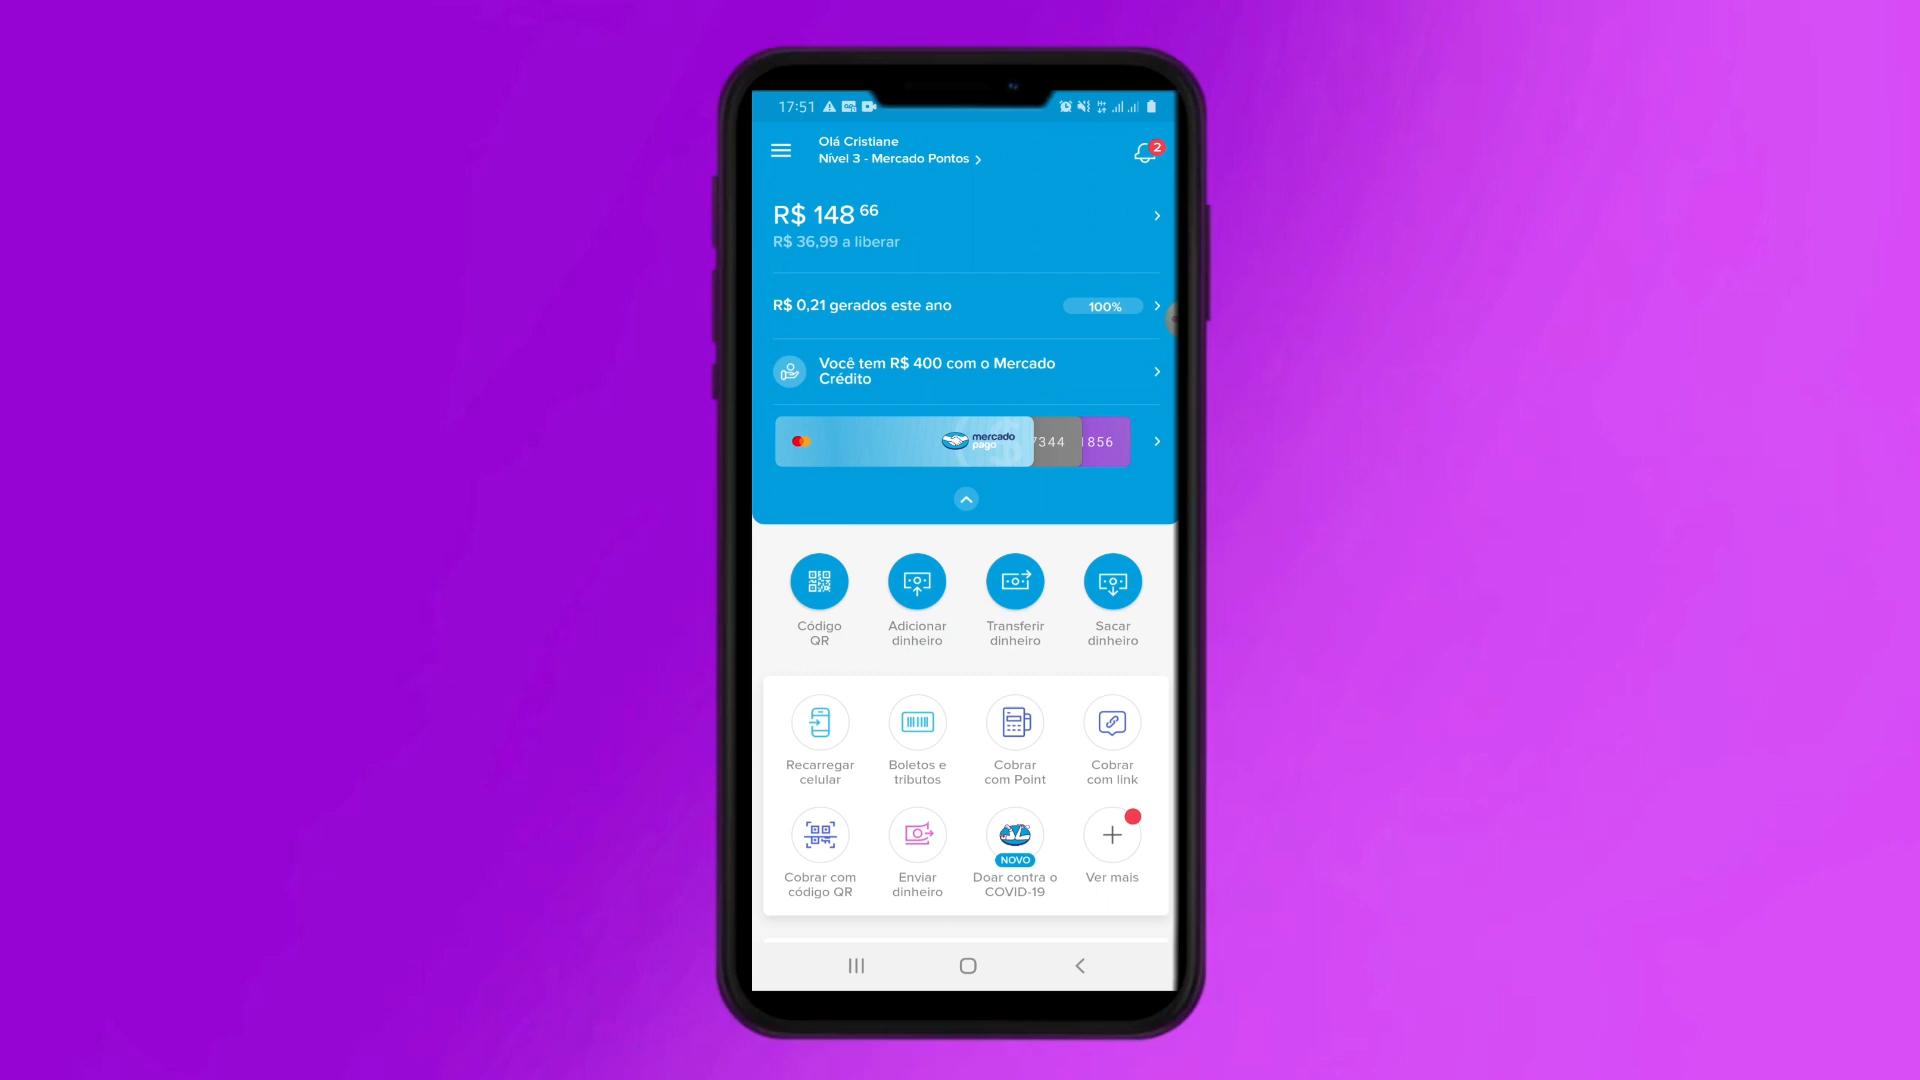 17:51
Olá Cristiane
Nível 3 - Mercado Pontos
2
R$ 148 66
R$ 36,99 a liberar
R$ 0,21 gerados este ano
100%
Você tem R$ 400 com o Mercado
Crédito
mercado
pago
7344
1856
Código
QR
Adicionar
dinheiro
Transferir
dinheiro
Sacar
dinheiro
Recarregar
celular
Boletos e
tributos
Cobrar
com Point
Cobrar
com link
Cobrar com
código QR
Enviar
dinheiro
NOVO
Doar contra o
COVID-19
Ver mais